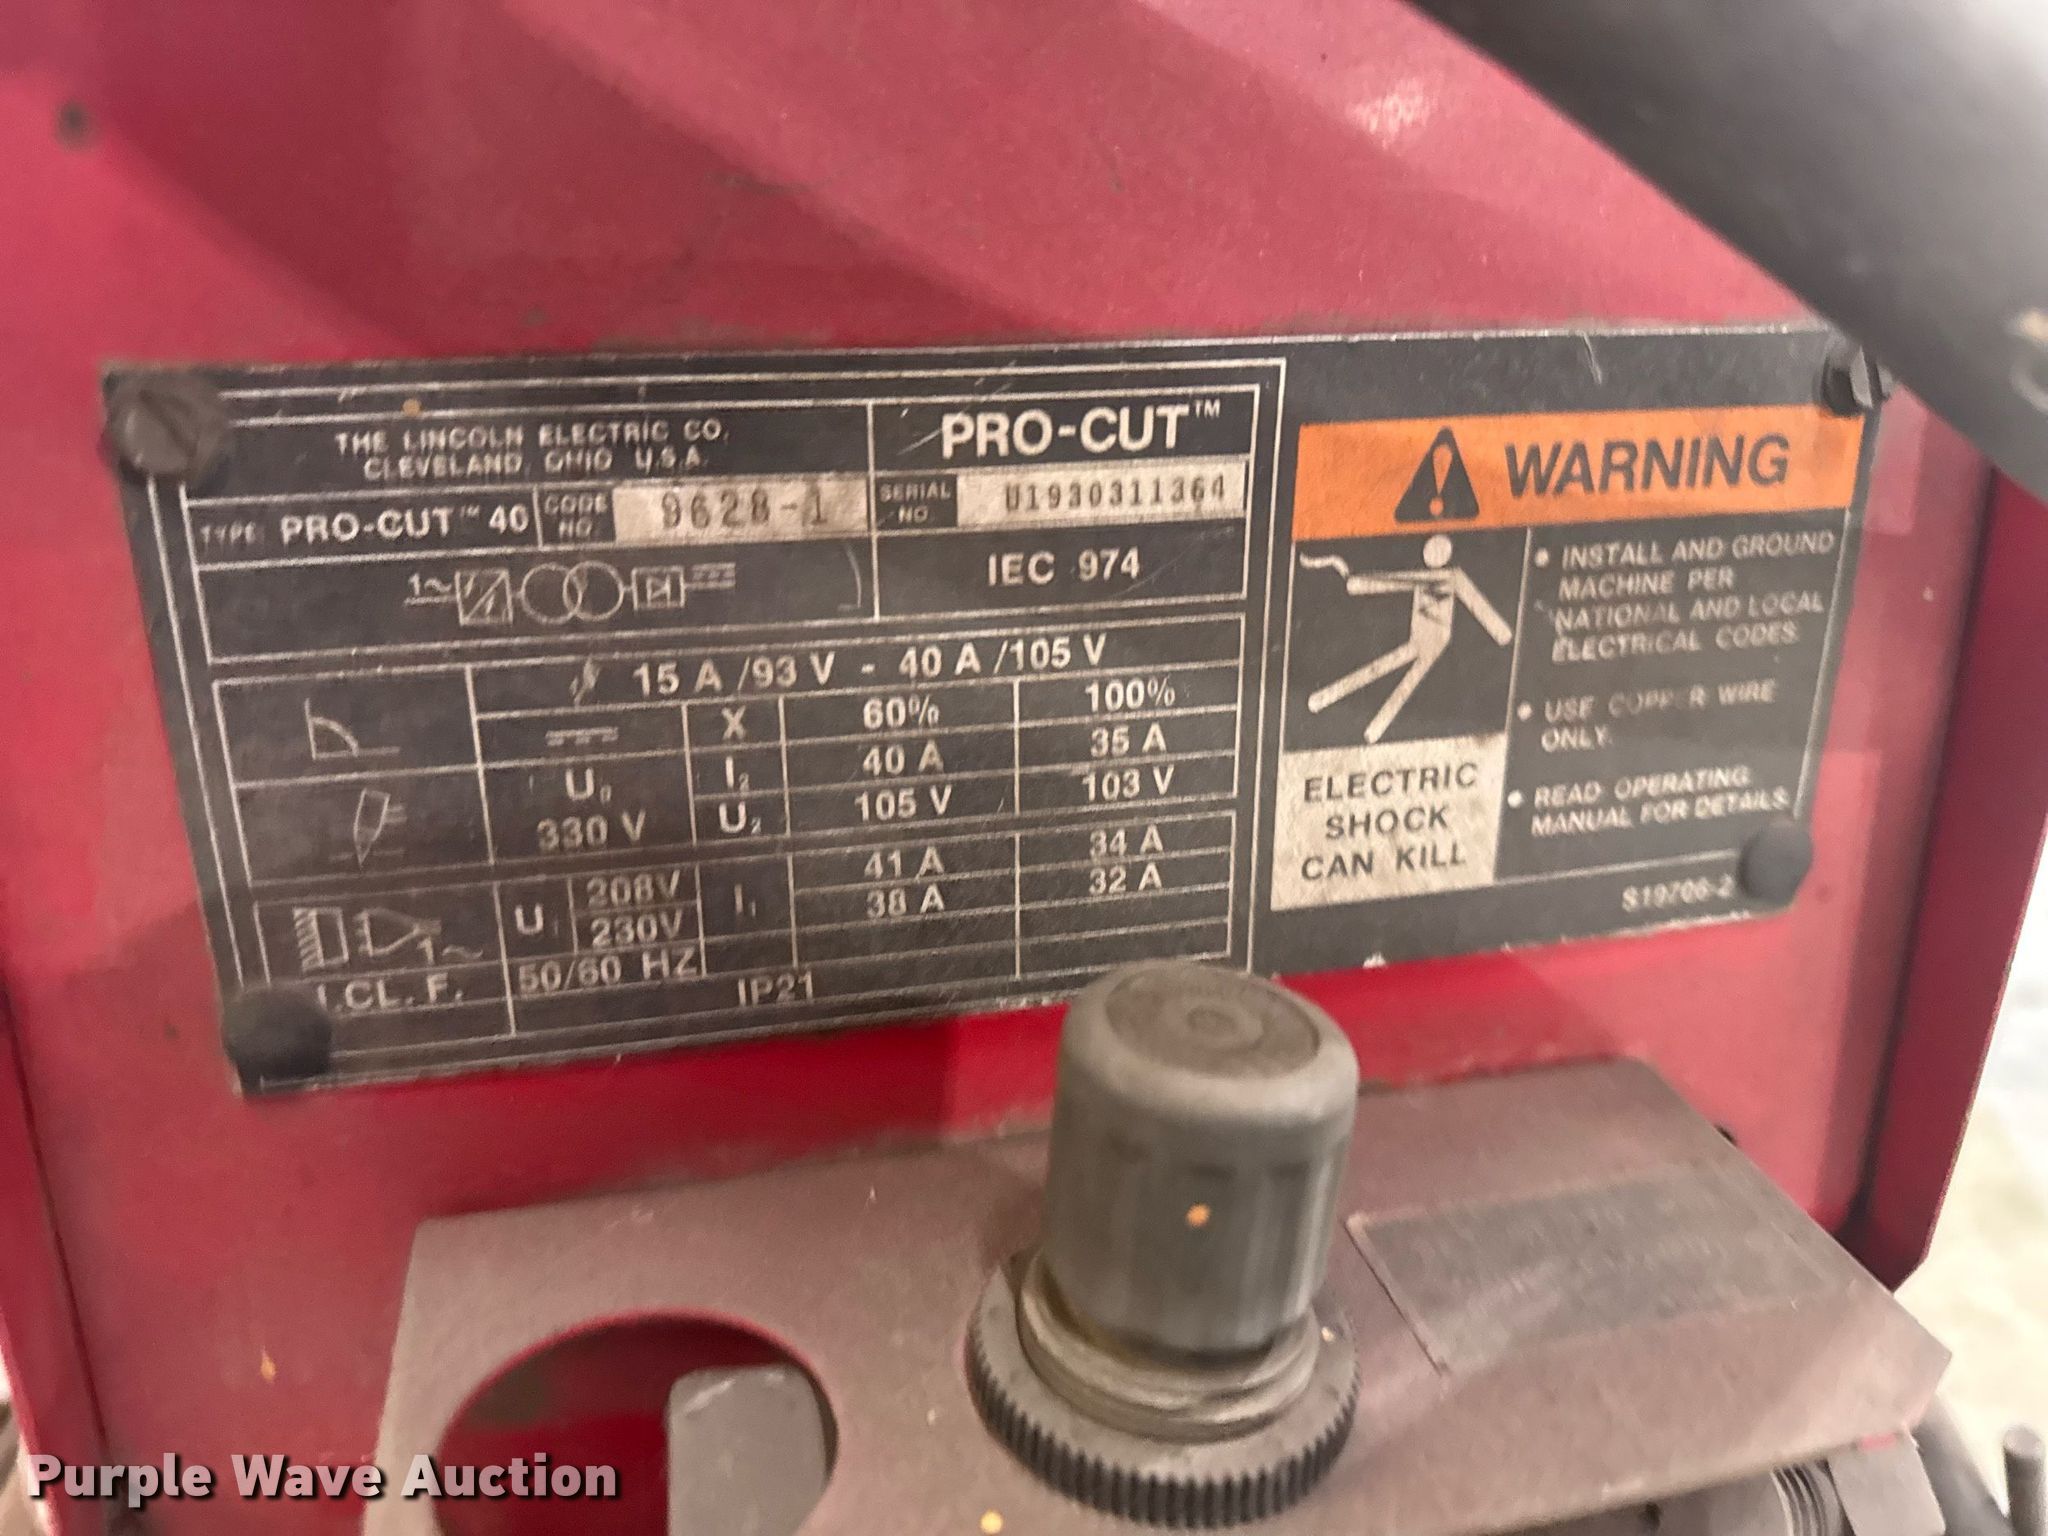 THE LINCOLN ELECTRIC CO.
CLEVELAND, OHIO U.S.A.
PRO-CUT™
TYPE: PRO-CUT™ 40
CODE NO. 9628-1
SERIAL NO. U1930311364
1~
IEC 974
15 A /93 V - 40 A /105 V
X 60% 100%
I2 40 A 35 A
U0 330 V
U2 105 V 103 V
U1 208V I1 41 A 34 A
230V 38 A 32 A
1~
50/60 HZ
I.CL. F.
IP21
WARNING
ELECTRIC
SHOCK
CAN KILL
• INSTALL AND GROUND
MACHINE PER
NATIONAL AND LOCAL
ELECTRICAL CODES.
• USE COPPER WIRE
ONLY.
• READ OPERATING
MANUAL FOR DETAILS.
S19706-2
Purple Wave Auction